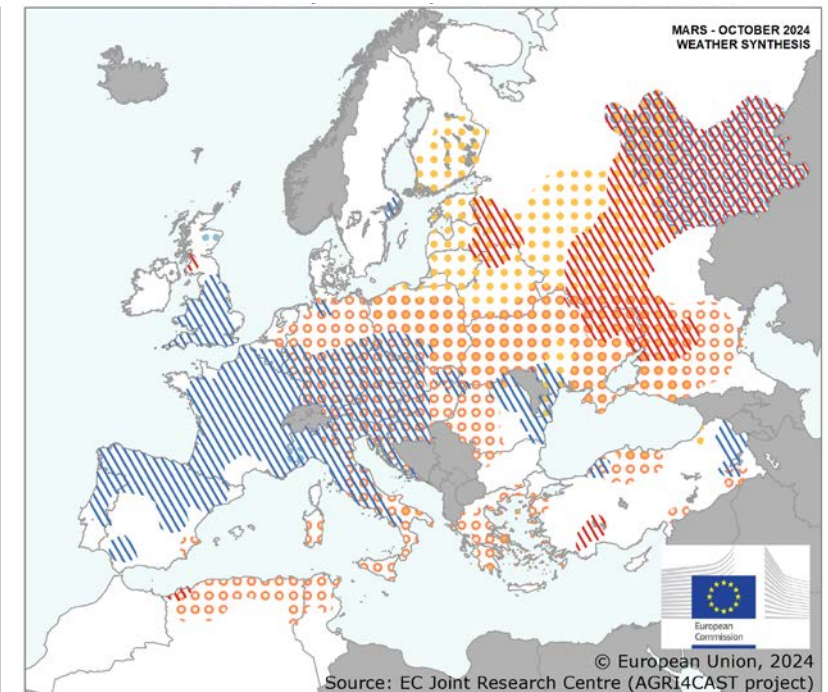 MARS - OCTOBER 2024
WEATHER SYNTHESIS
European
Commission
© European Union, 2024
Source: EC Joint Research Centre (AGRI4CAST project)